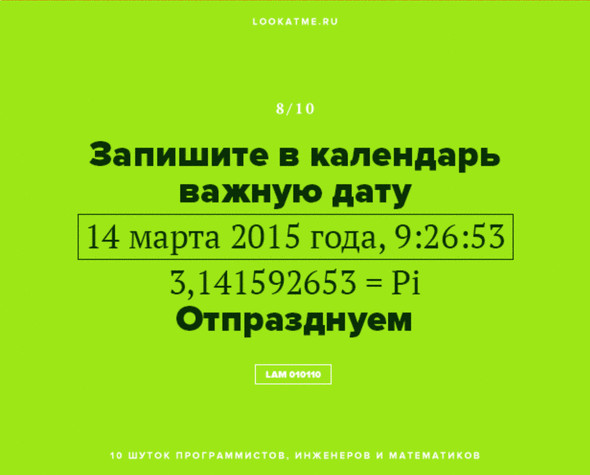 LOOKATME.RU
8/10
Запишите в календарь
важную дату
14 марта 2015 года, 9:26:53
3,141592653 = Pi
Отпразднуем
LAM 010110
10 ШУТОК ПРОГРАММИСТОВ, ИНЖЕНЕРОВ И МАТЕМАТИКОВ